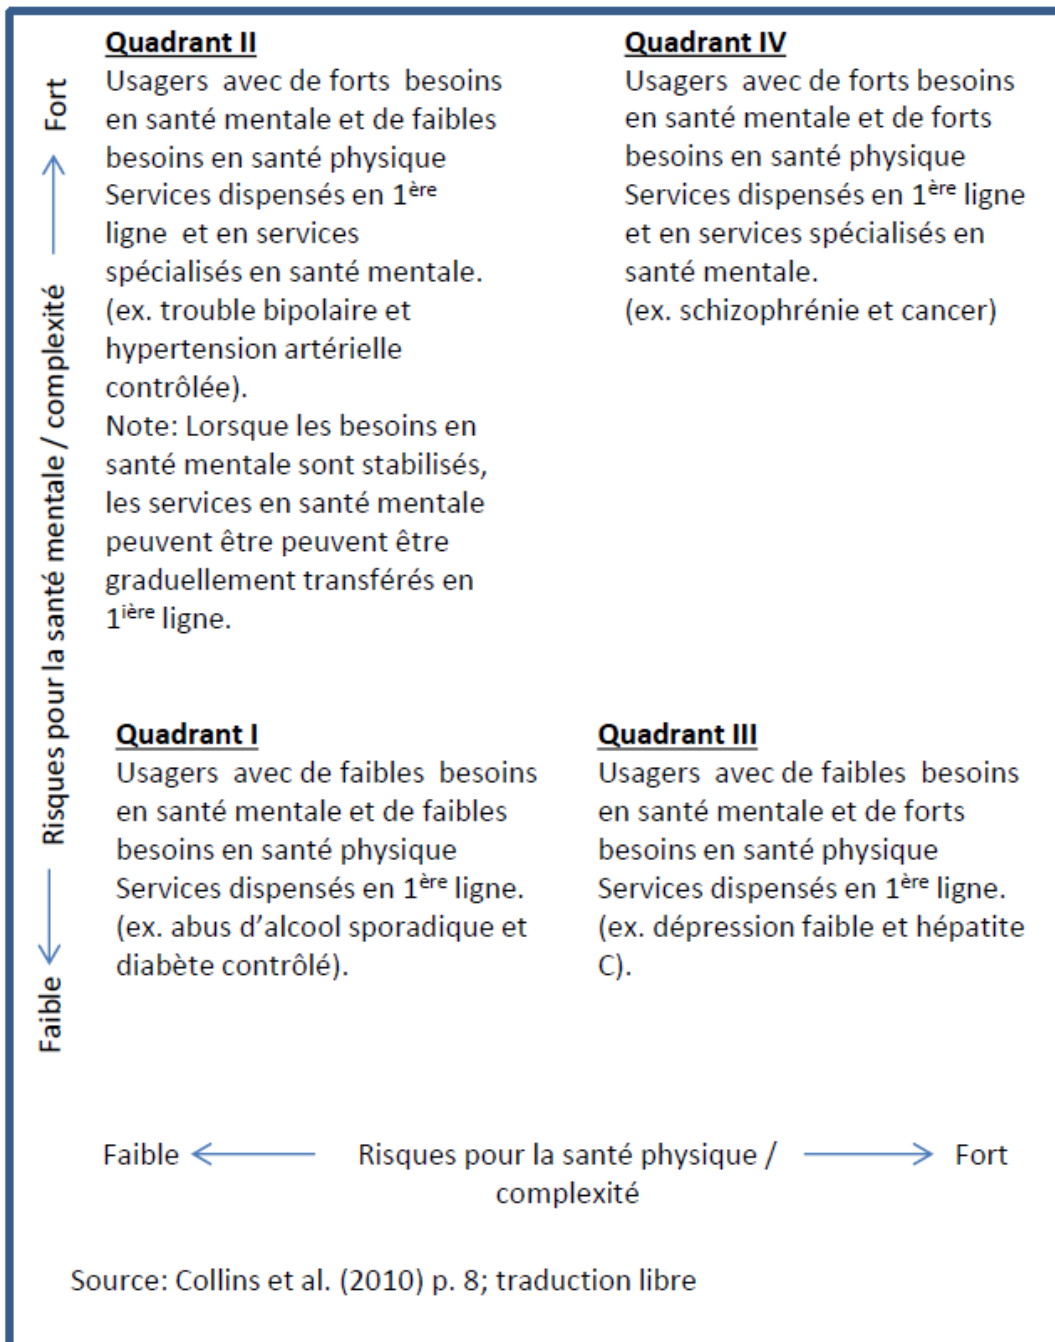 Quadrant II
Usagers avec de forts besoins
en santé mentale et de faibles
besoins en santé physique
Services dispensés en 1ère
ligne et en services
spécialisés en santé mentale.
(ex. trouble bipolaire et
hypertension artérielle
contrôlée).
Note: Lorsque les besoins en
santé mentale sont stabilisés,
les services en santé mentale
peuvent être peuvent être
graduellement transférés en
1ière ligne.
Quadrant IV
Usagers avec de forts besoins
en santé mentale et de forts
besoins en santé physique
Services dispensés en 1ère ligne
et en services spécialisés en
santé mentale.
(ex. schizophrénie et cancer)
Fort
Risques pour la santé mentale / complexité
Faible
Quadrant I
Usagers avec de faibles besoins
en santé mentale et de faibles
besoins en santé physique
Services dispensés en 1ère ligne.
(ex. abus d’alcool sporadique et
diabète contrôlé).
Quadrant III
Usagers avec de faibles besoins
en santé mentale et de forts
besoins en santé physique
Services dispensés en 1ère ligne.
(ex. dépression faible et hépatite
C).
Faible
Risques pour la santé physique /
complexité
Fort
Source: Collins et al. (2010) p. 8; traduction libre